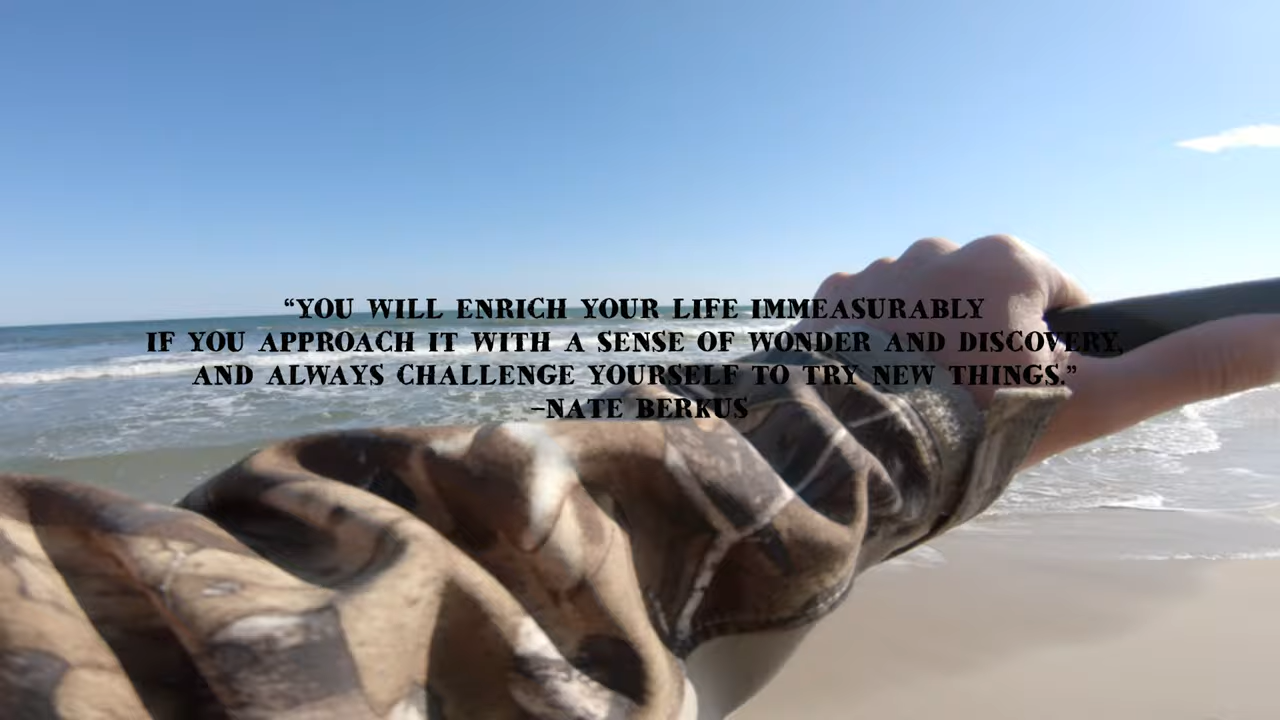 “YOU WILL ENRICH YOUR LIFE IMMEASURABLY
IF YOU APPROACH IT WITH A SENSE OF WONDER AND DISCOVERY,
AND ALWAYS CHALLENGE YOURSELF TO TRY NEW THINGS.”
–NATE BERKUS